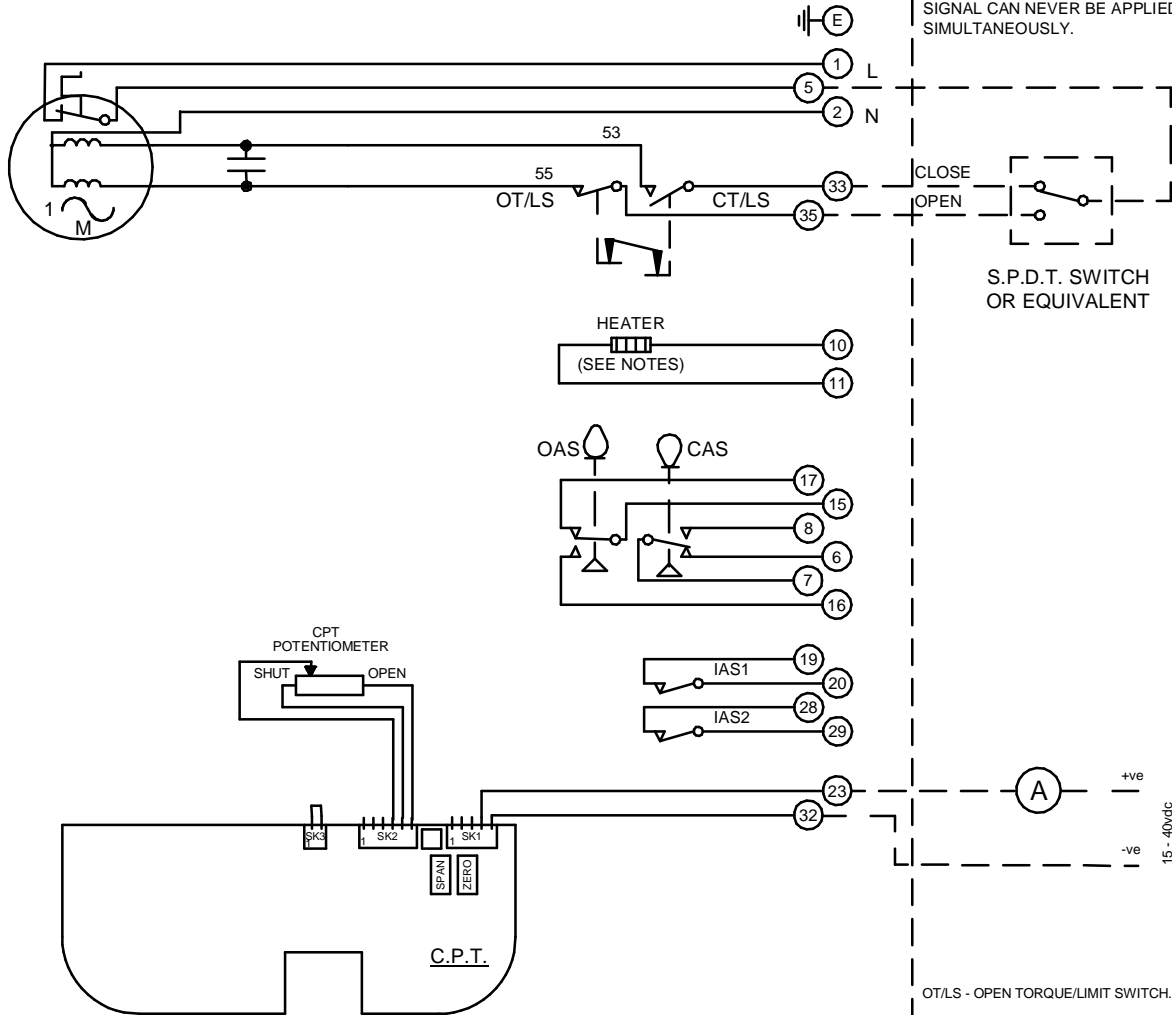 SIGNAL CAN NEVER BE APPLIED
SIMULTANEOUSLY.
E
1
L
5
2
N
53
55
OT/LS
CT/LS
33
35
CLOSE
OPEN
1
M
S.P.D.T. SWITCH
OR EQUIVALENT
HEATER
(SEE NOTES)
10
11
OAS
CAS
17
15
8
6
7
16
CPT
POTENTIOMETER
SHUT
OPEN
IAS1
19
20
IAS2
28
29
23
32
A
+ve
-ve
15 - 40vdc
SK3
1
SK2
1
SK1
1
SPAN
ZERO
C.P.T.
OT/LS - OPEN TORQUE/LIMIT SWITCH.